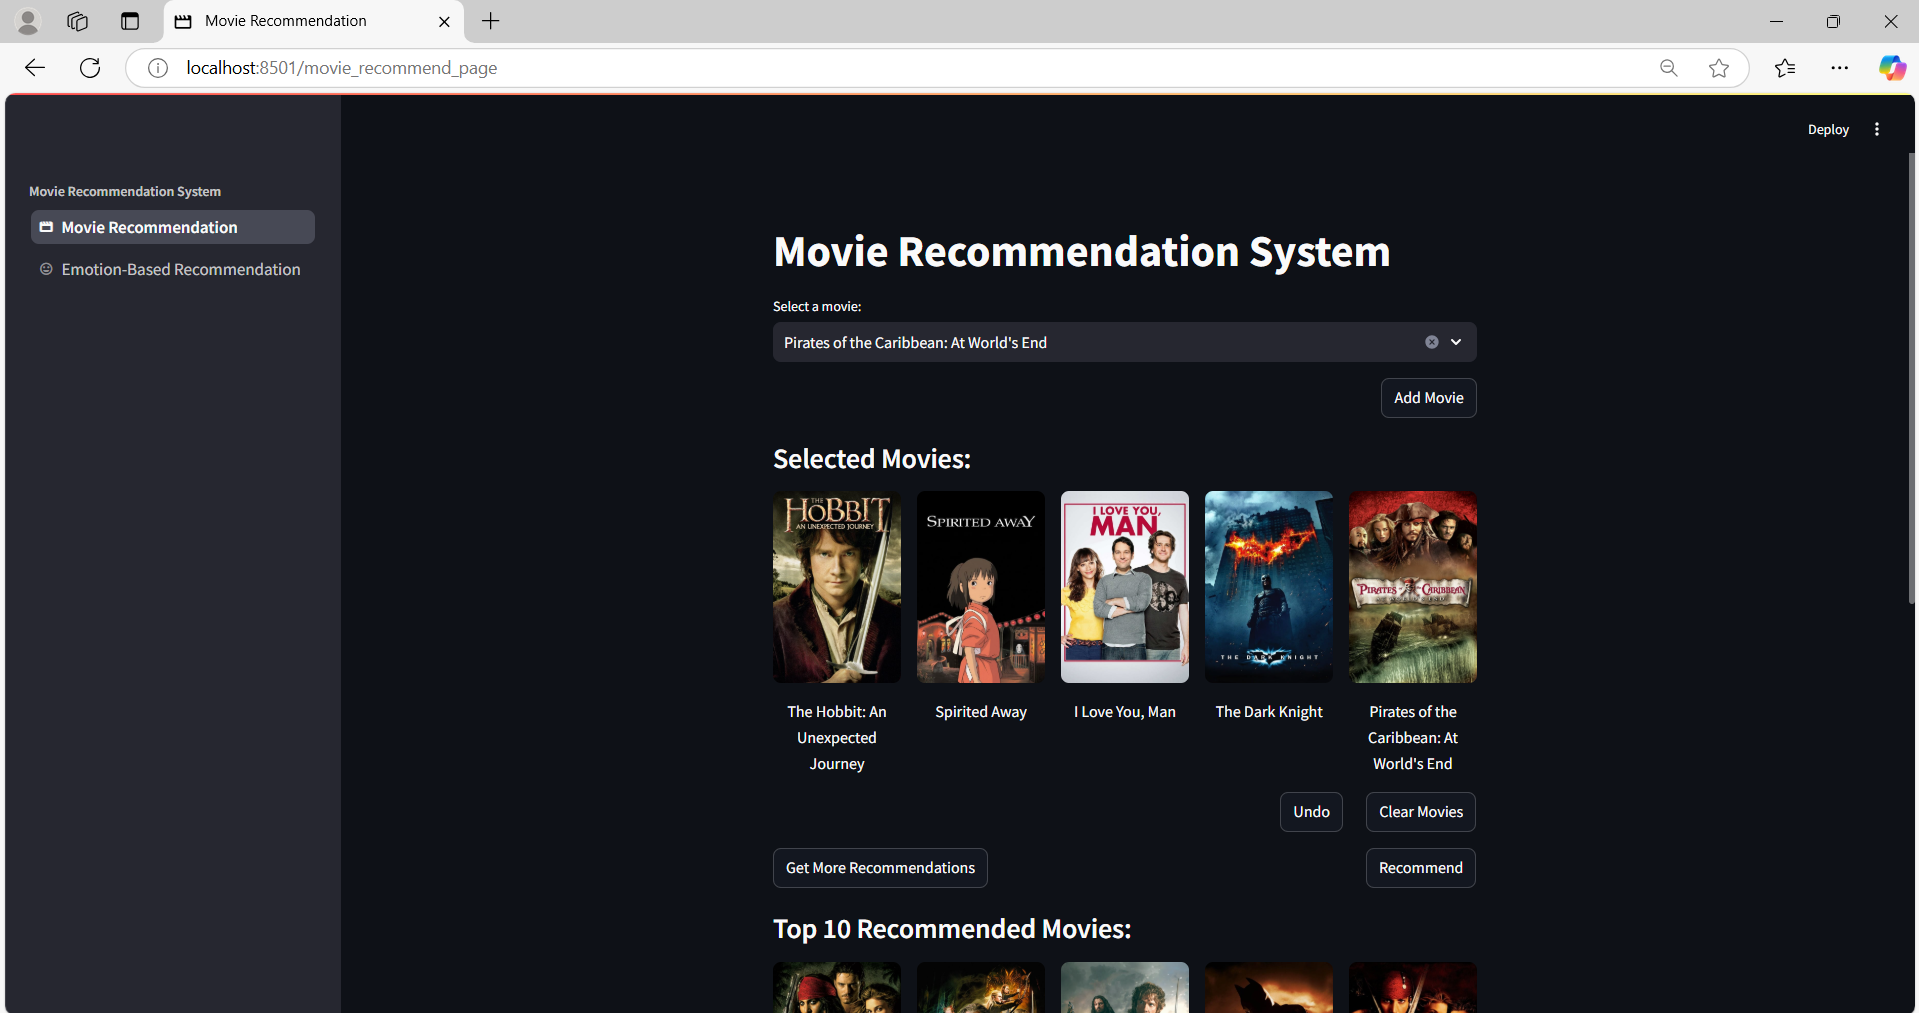 Movie Recommendation
localhost:8501/movie_recommend_page
Deploy
Movie Recommendation System
Movie Recommendation
Emotion-Based Recommendation
Movie Recommendation System
Select a movie:
Pirates of the Caribbean: At World's End
Add Movie
Selected Movies:
THE
HOBBIT
AN UNEXPECTED JOURNEY
SPIRITED AWAY
I LOVE YOU,
MAN
THE DARK KNIGHT
PIRATES of the CARIBBEAN
The Hobbit: An
Unexpected
Journey
Spirited Away
I Love You, Man
The Dark Knight
Pirates of the
Caribbean: At
World's End
Undo
Clear Movies
Get More Recommendations
Recommend
Top 10 Recommended Movies: